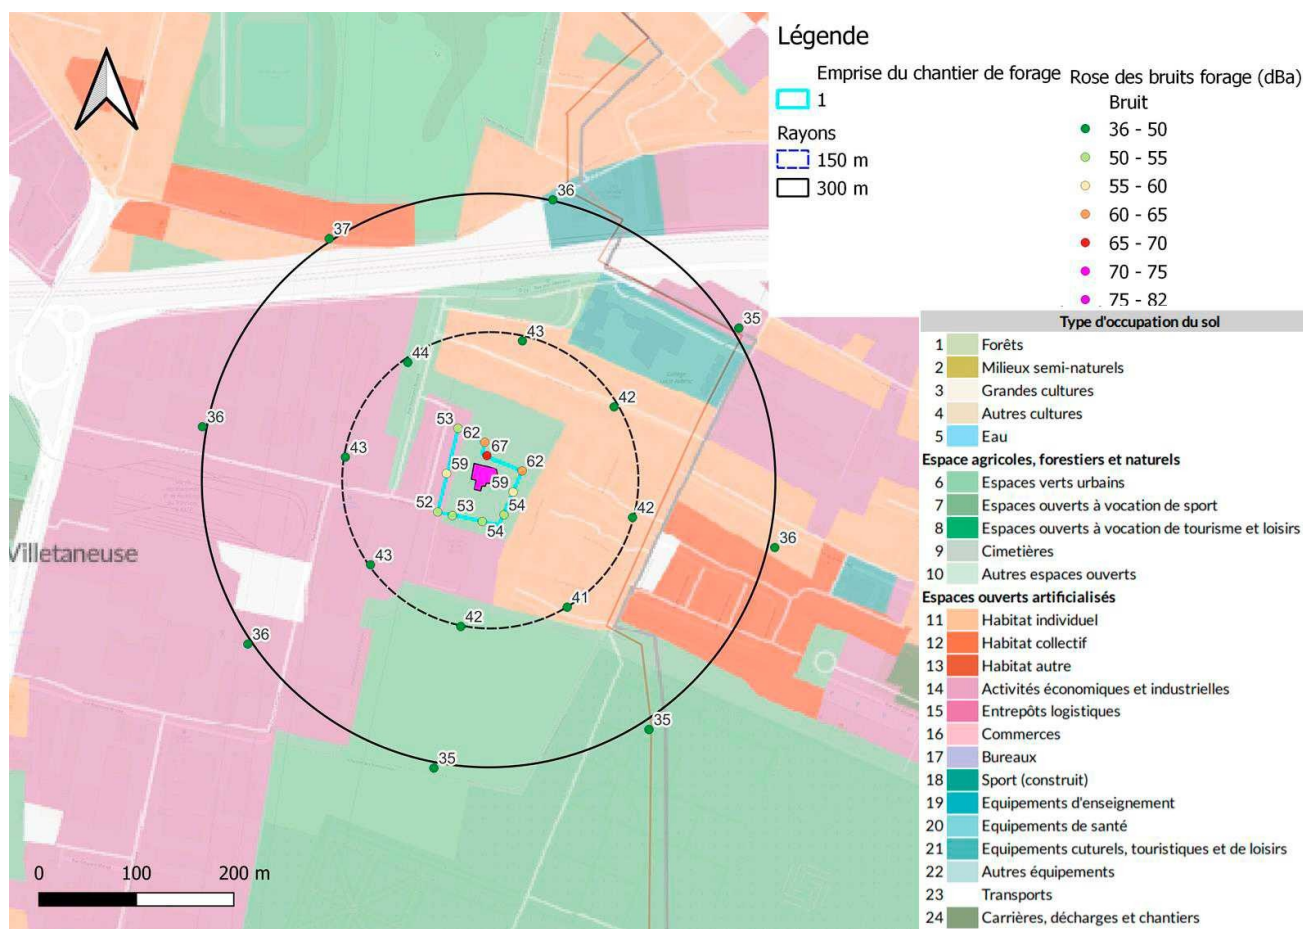 Légende
Emprise du chantier de forage
1
Rayons
150 m
300 m
Rose des bruits forage (dBa)
Bruit
36 - 50
50 - 55
55 - 60
60 - 65
65 - 70
70 - 75
75 - 82
Type d'occupation du sol
1 Forêts
2 Milieux semi-naturels
3 Grandes cultures
4 Autres cultures
5 Eau
Espace agricoles, forestiers et naturels
6 Espaces verts urbains
7 Espaces ouverts à vocation de sport
8 Espaces ouverts à vocation de tourisme et loisirs
9 Cimetières
10 Autres espaces ouverts
Espaces ouverts artificialisés
11 Habitat individuel
12 Habitat collectif
13 Habitat autre
14 Activités économiques et industrielles
15 Entrepôts logistiques
16 Commerces
17 Bureaux
18 Sport (construit)
19 Equipements d'enseignement
20 Equipements de santé
21 Equipements cuturels, touristiques et de loisirs
22 Autres équipements
23 Transports
24 Carrières, décharges et chantiers
36
37
35
43
44
42
36
53
62
67
43
62
59
59
52
53
54
54
42
36
43
41
42
36
35
35
Villetaneuse
0 100 200 m